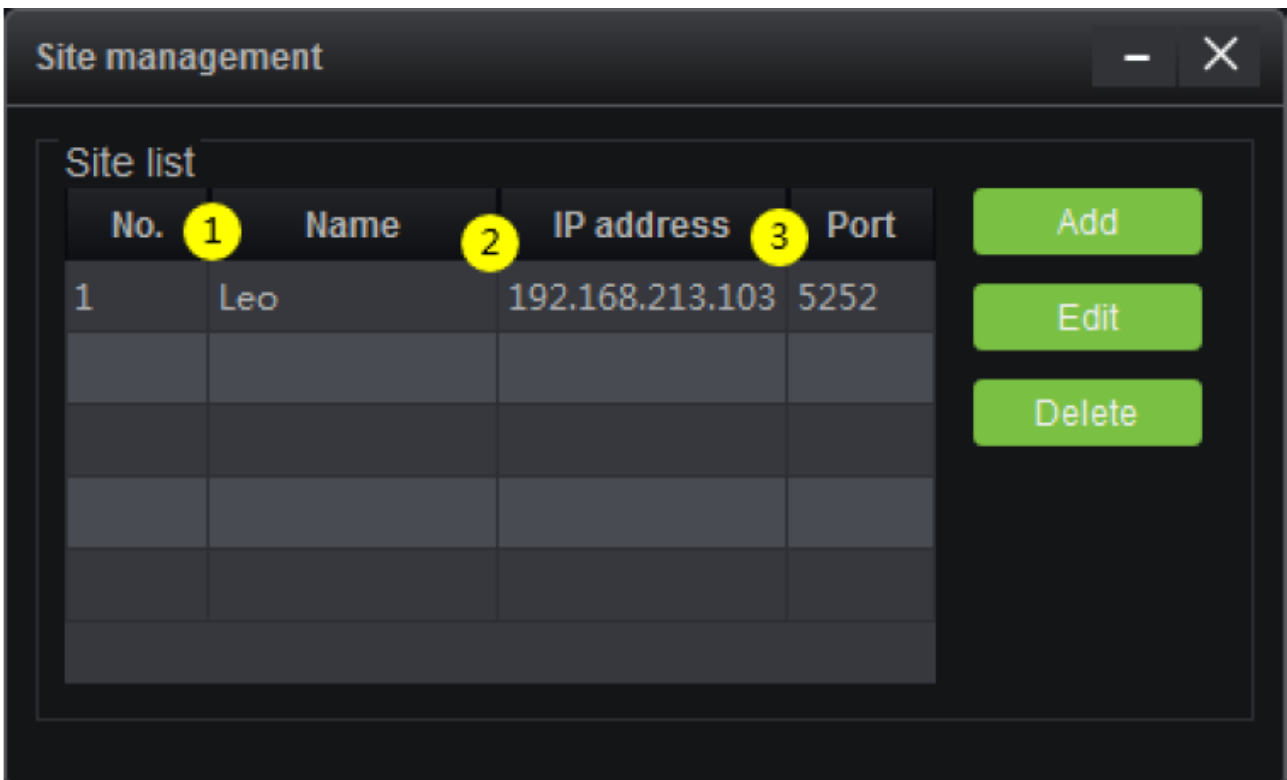 Site management
Site list
No. 1 Name 2 IP address 3 Port
1 Leo 192.168.213.103 5252
Add
Edit
Delete